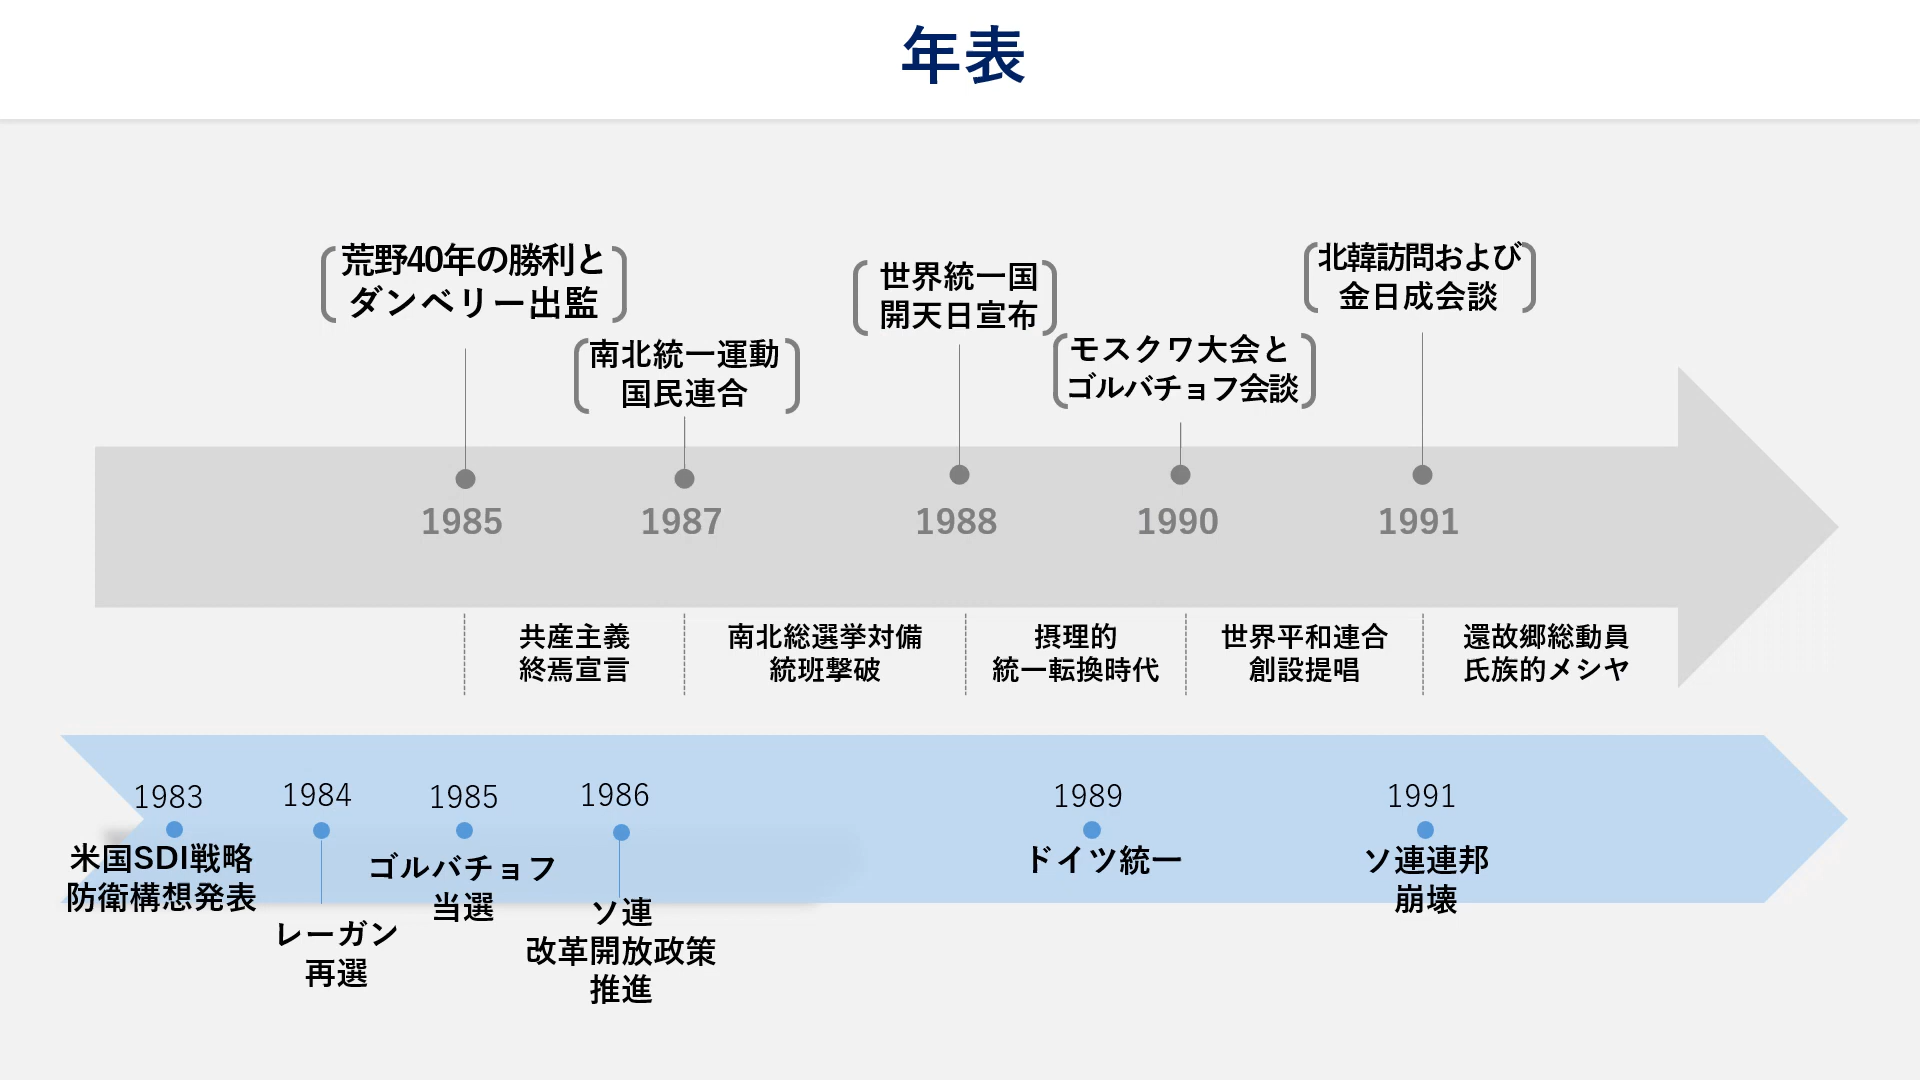 年表
荒野40年の勝利と
ダンベリー出監
南北統一運動
国民連合
世界統一国
開天日宣布
モスクワ大会と
ゴルバチョフ会談
北韓訪問および
金日成会談
1985
1987
1988
1990
1991
共産主義
終焉宣言
南北総選挙対備
統班撃破
摂理的
統一転換時代
世界平和連合
創設提唱
還故郷総動員
氏族的メシヤ
1983
米国SDI戦略
防衛構想発表
1984
レーガン
再選
1985
ゴルバチョフ
当選
1986
ソ連
改革開放政策
推進
1989
ドイツ統一
1991
ソ連連邦
崩壊